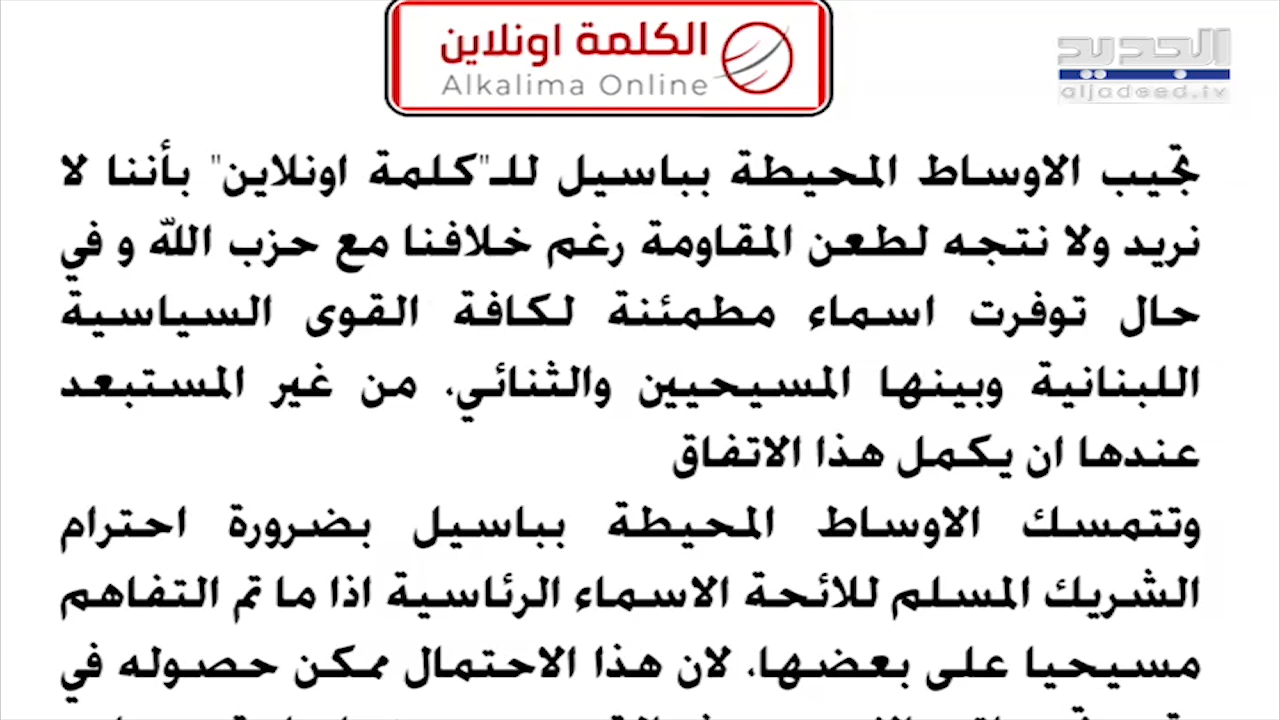 الكلمة اونلاين
Alkalima Online
الجديد
aljadeed.tv
تجيب الاوساط المحيطة بباسيل للـ"كلمة اونلاين" بأننا لا
نريد ولا نتجه لطعن المقاومة رغم خلافنا مع حزب الله و في
حال توفرت اسماء مطمئنة لكافة القوى السياسية
اللبنانية وبينها المسيحيين والثنائي، من غير المستبعد
عندها ان يكمل هذا الاتفاق
وتتمسك الاوساط المحيطة بباسيل بضرورة احترام
الشريك المسلم للائحة الاسماء الرئاسية اذا ما تم التفاهم
مسيحيا على بعضها، لان هذا الاحتمال ممكن حصوله في